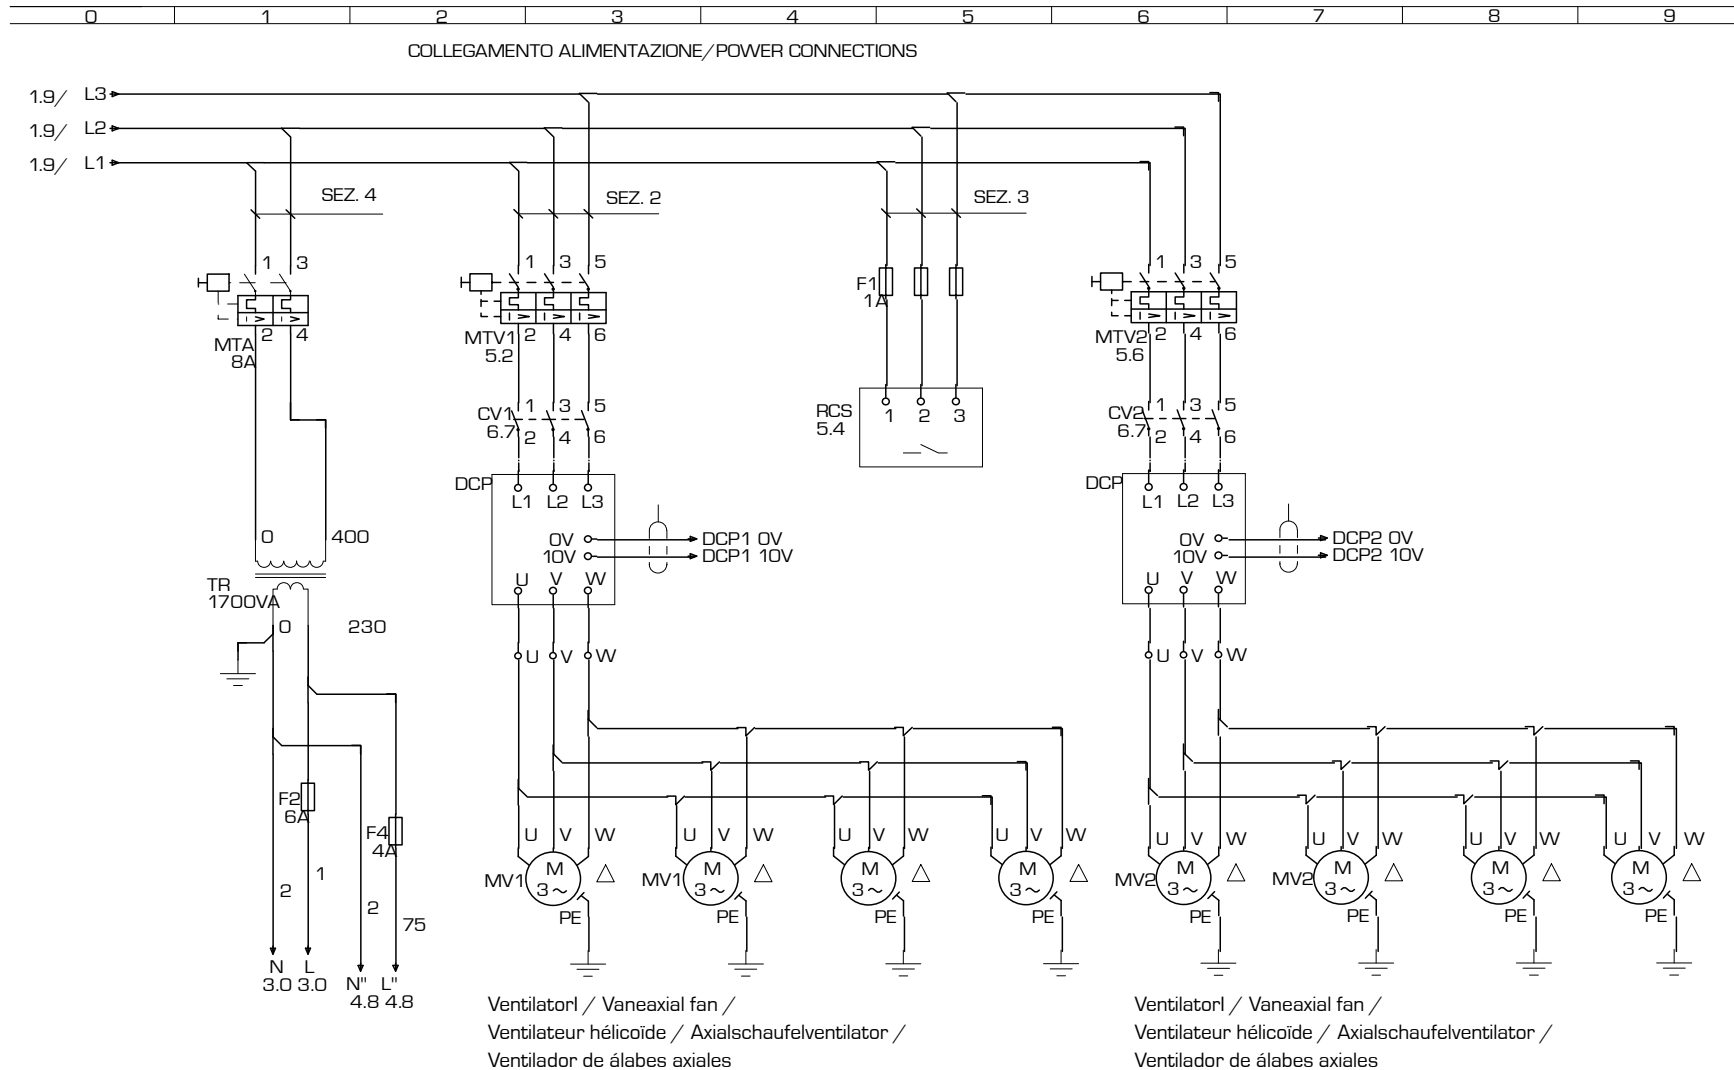 0 1 2 3 4 5 6 7 8 9
COLLEGAMENTO ALIMENTAZIONE/POWER CONNECTIONS
1.9/ L3
1.9/ L2
1.9/ L1
SEZ. 4 SEZ. 2 SEZ. 3
1 3 1 3 5 1 3 5
F1
1A
2 4 2 4 6 2 4 6
MTA MTV1 MTV2
8A 5.2 5.6
CV1 1 3 5 RCS 1 2 3 CV2 1 3 5
6.7 2 4 6 5.4 6.7 2 4 6
DCP DCP
L1 L2 L3 L1 L2 L3
0 400 0V DCP1 0V 0V DCP2 0V
10V DCP1 10V 10V DCP2 10V
TR U V W U V W
1700VA
0 230
U V W U V W
F2
6A
F4
4A
U V W U V W U V W U V W U V W U V W U V W U V W
M M M M M M M M
MV1 3~ MV1 3~ 3~ 3~ MV2 3~ MV2 3~ 3~ 3~
2 1 2 75
PE PE PE PE PE PE PE PE
N L
3.0 3.0
N" L"
4.8 4.8
VentilatorI / Vaneaxial fan /
Ventilateur hélicoïde / Axialschaufelventilator /
Ventilador de álabes axiales
VentilatorI / Vaneaxial fan /
Ventilateur hélicoïde / Axialschaufelventilator /
Ventilador de álabes axiales